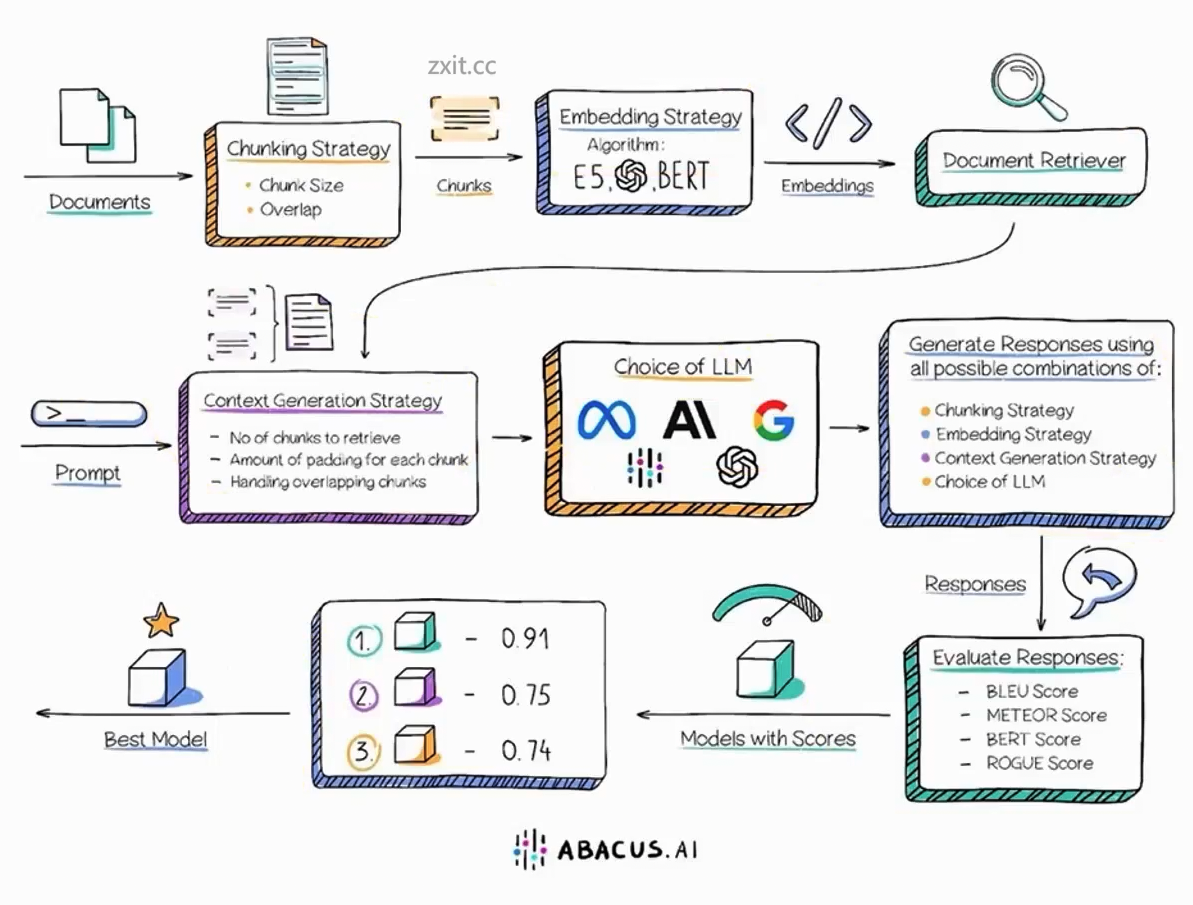 zxit.cc
Documents
Chunking Strategy
• Chunk Size
• Overlap
Chunks
Embedding Strategy
Algorithm:
E5, , BERT
</>
Embeddings
Document Retriever
>_
Prompt
Context Generation Strategy
- No of chunks to retrieve
- Amount of padding for each chunk
- Handling overlapping chunks
Choice of LLM
A\
G
Generate Responses using
all possible combinations of:
• Chunking Strategy
• Embedding Strategy
• Context Generation Strategy
• Choice of LLM
Responses
Evaluate Responses:
- BLEU Score
- METEOR Score
- BERT Score
- ROGUE Score
Models with Scores
1. - 0.91
2. - 0.75
3. - 0.74
Best Model
ABACUS.AI